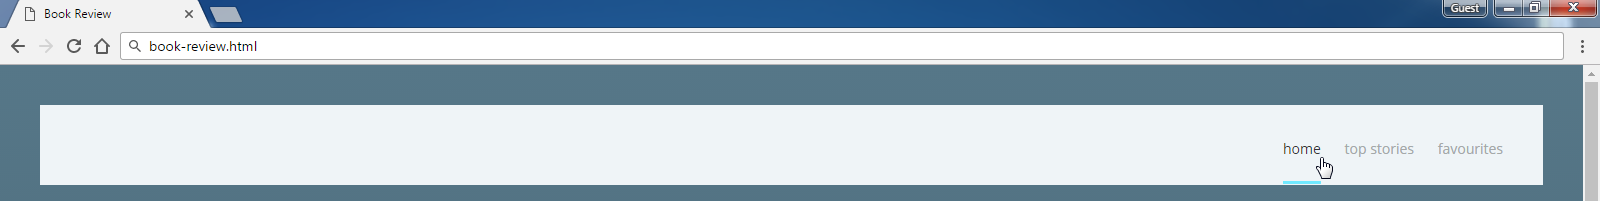 Book Review
Guest
book-review.html
home top stories favourites